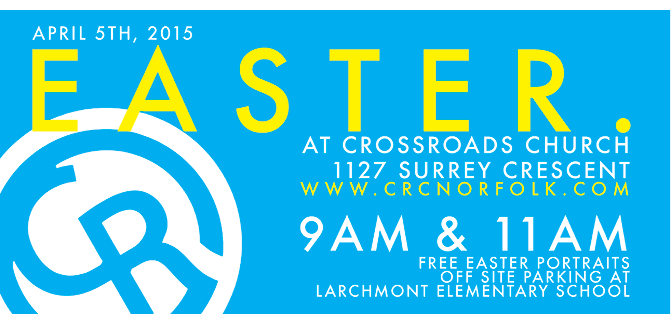 APRIL 5TH, 2015
EASTER.
AT CROSSROADS CHURCH
1127 SURREY CRESCENT
WWW.CRCNORFOLK.COM
9AM & 11AM
FREE EASTER PORTRAITS
OFF SITE PARKING AT
LARCHMONT ELEMENTARY SCHOOL
CR